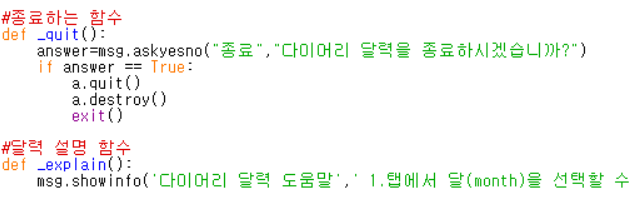 #종료하는 함수
def _quit():
    answer=msg.askyesno("종료","다이어리 달력을 종료하시겠습니까?")
    if answer == True:
        a.quit()
        a.destroy()
        exit()
#달력 설명 함수
def _explain():
    msg.showinfo('다이어리 달력 도움말',' 1.탭에서 달(month)을 선택할 수